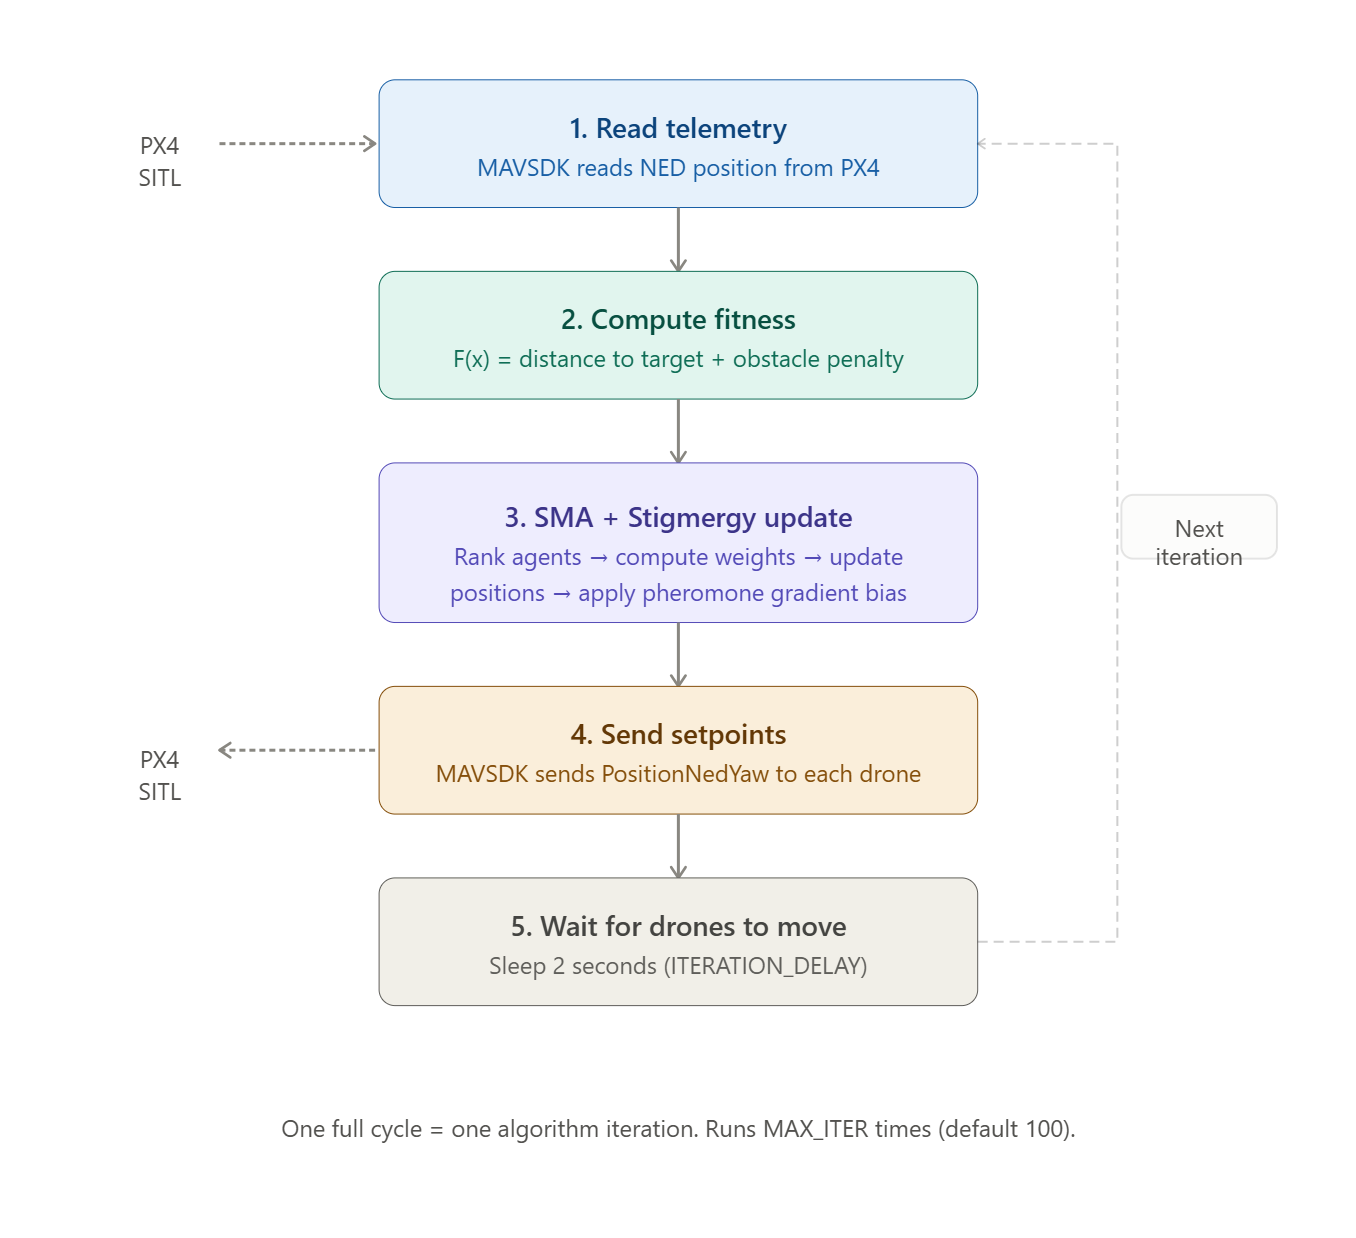 1. Read telemetry
MAVSDK reads NED position from PX4
PX4
SITL
2. Compute fitness
F(x) = distance to target + obstacle penalty
3. SMA + Stigmergy update
Rank agents → compute weights → update
positions → apply pheromone gradient bias
Next
iteration
4. Send setpoints
MAVSDK sends PositionNedYaw to each drone
PX4
SITL
5. Wait for drones to move
Sleep 2 seconds (ITERATION_DELAY)
One full cycle = one algorithm iteration. Runs MAX_ITER times (default 100).